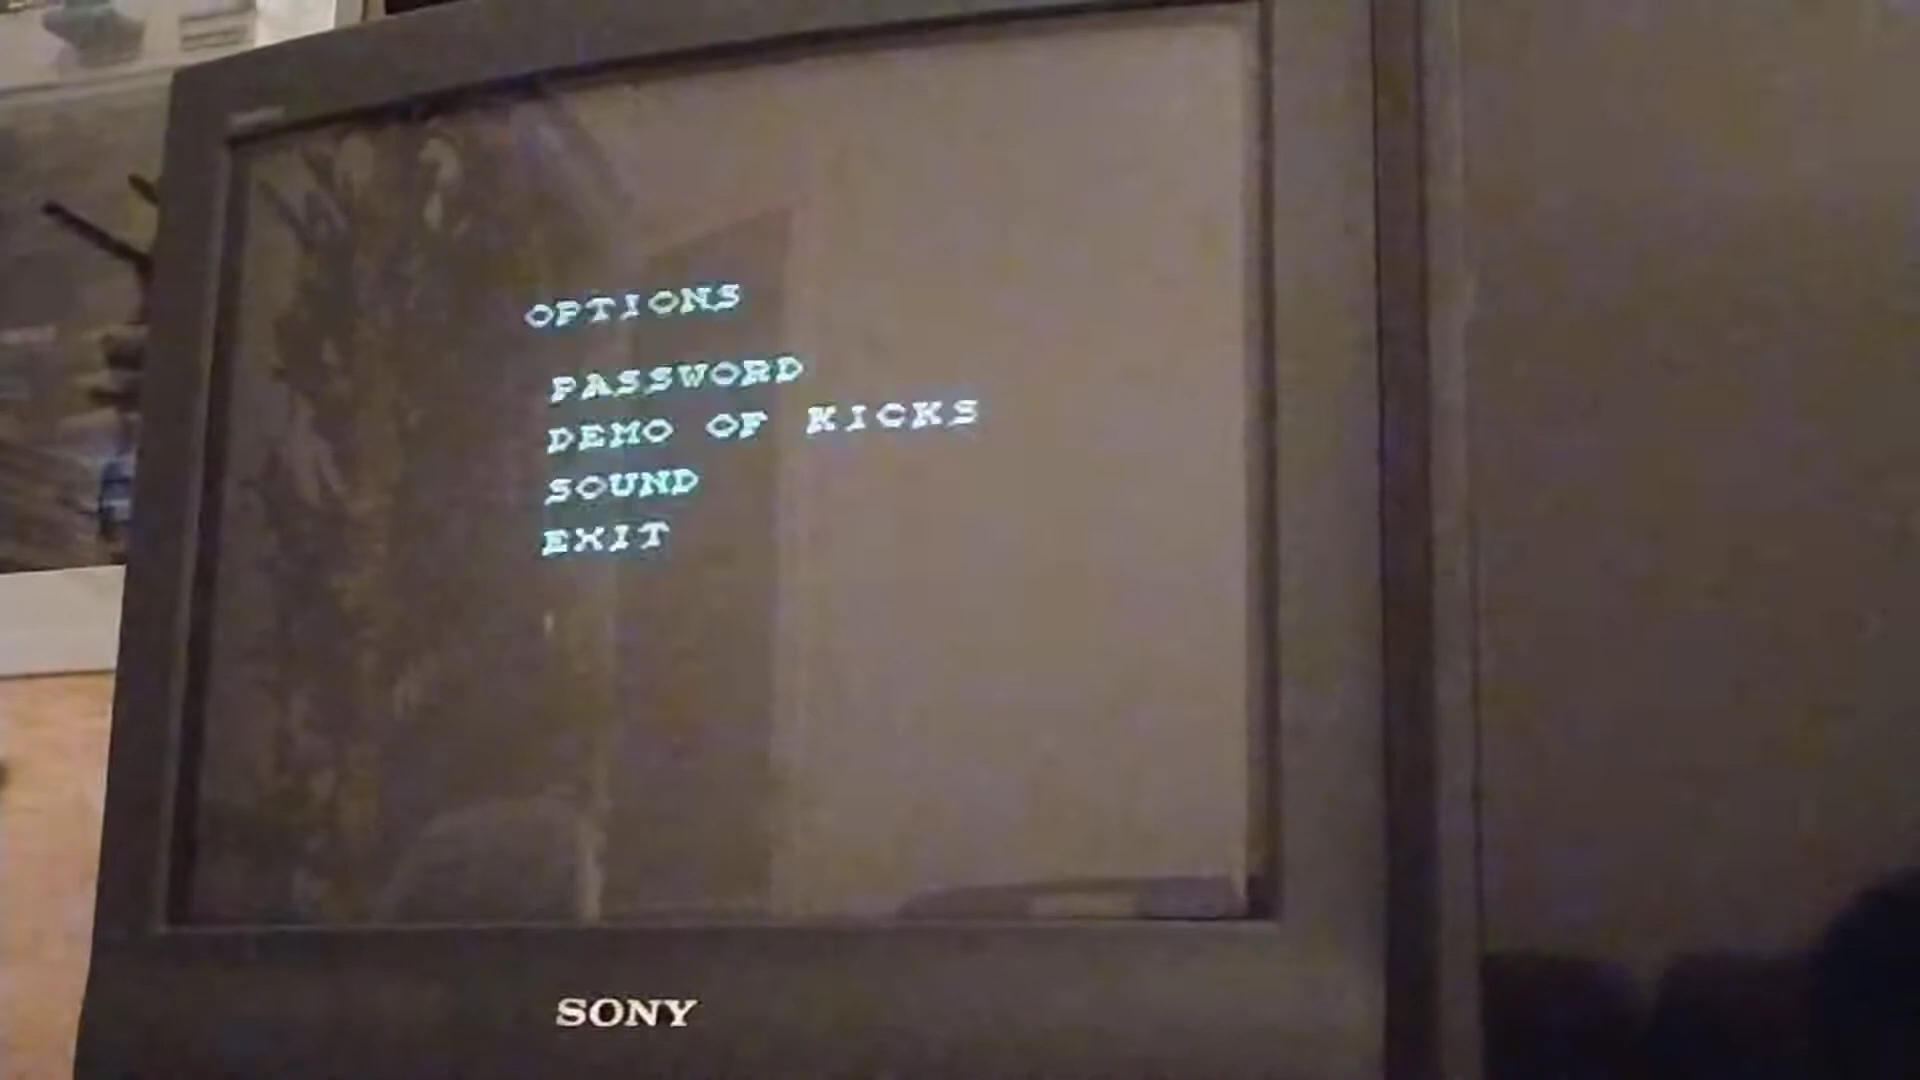 OPTIONS
PASSWORD
DEMO OF KICKS
SOUND
EXIT
SONY